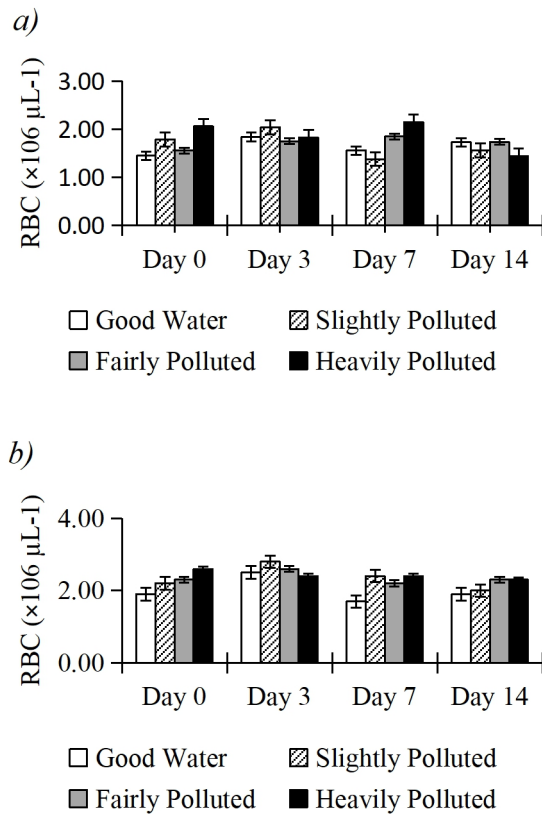 a)
RBC (×106 μL-1)
3.00
2.00
1.00
0.00
Day 0 Day 3 Day 7 Day 14
Good Water Slightly Polluted
Fairly Polluted Heavily Polluted
b)
RBC (×106 μL-1)
4.00
2.00
0.00
Day 0 Day 3 Day 7 Day 14
Good Water Slightly Polluted
Fairly Polluted Heavily Polluted